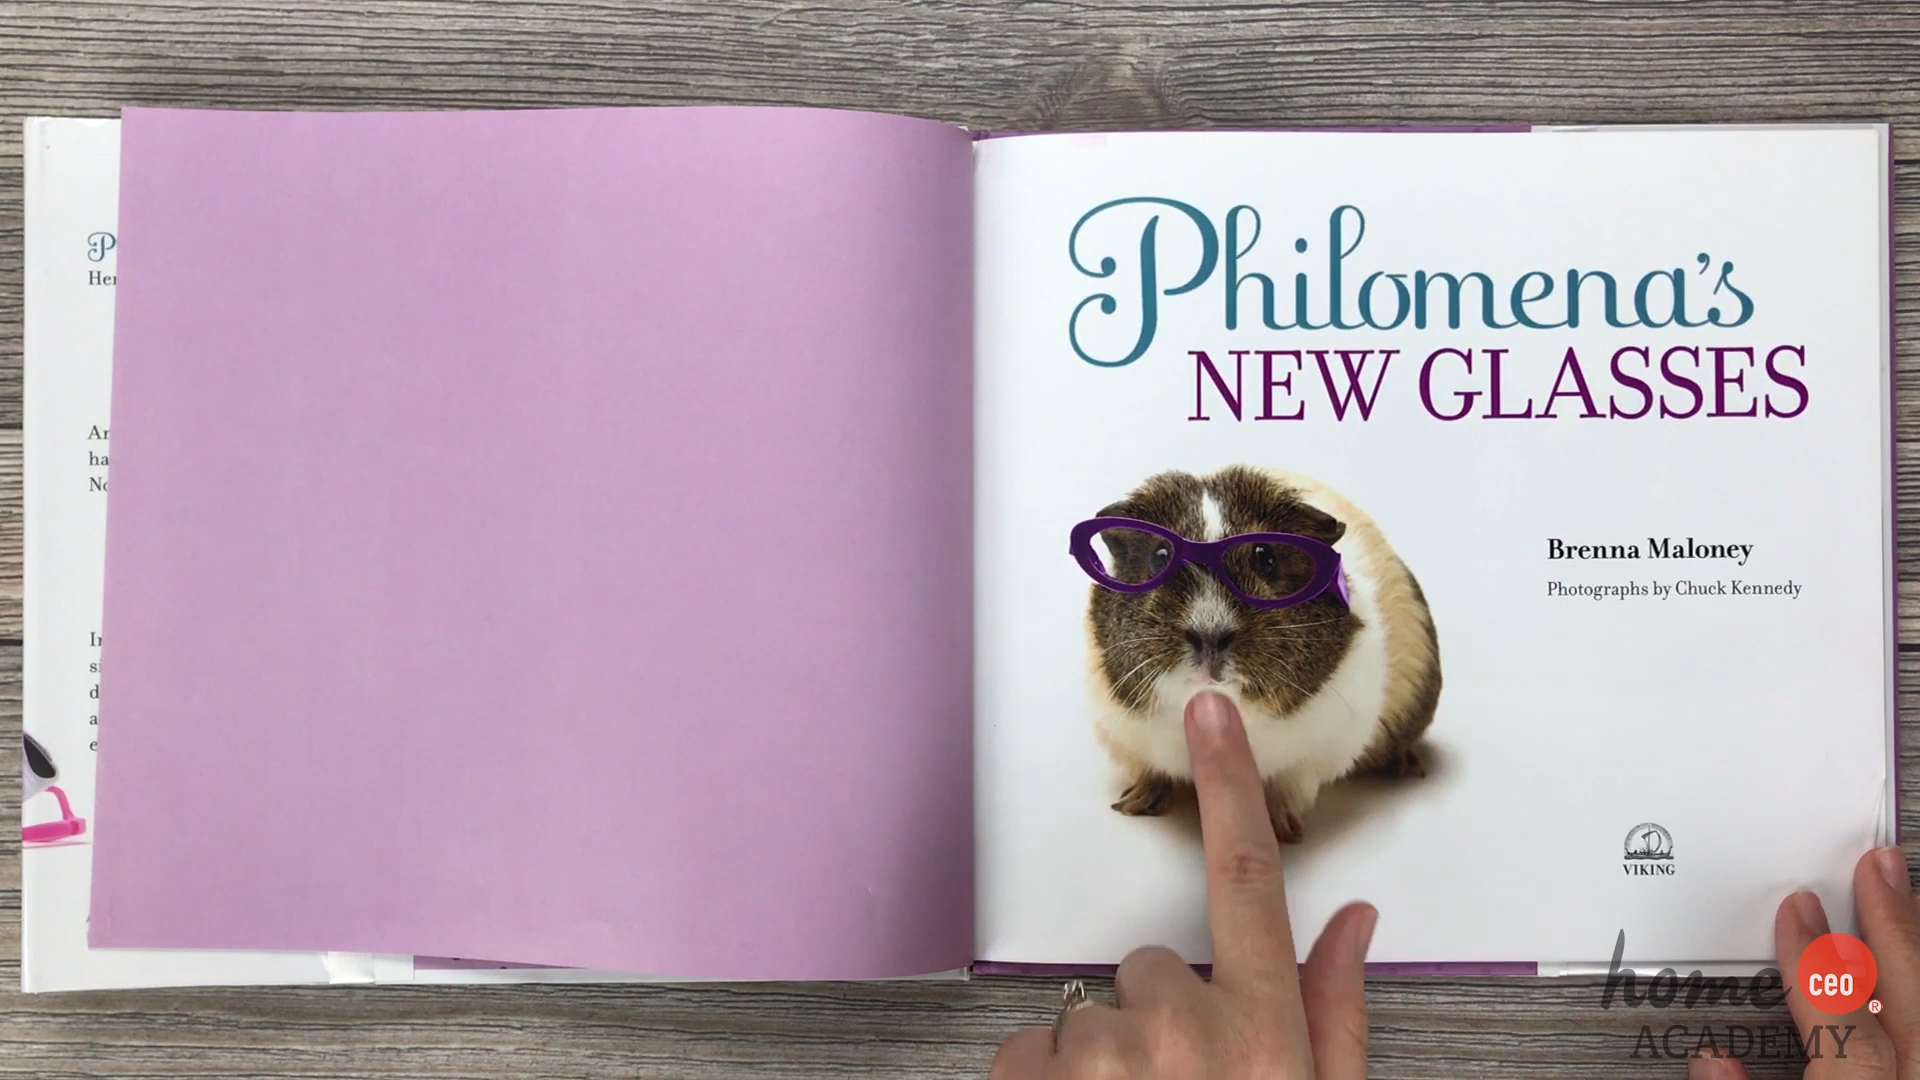 Philomena's
NEW GLASSES
Brenna Maloney
Photographs by Chuck Kennedy
VIKING
home
ceo
®
ACADEMY